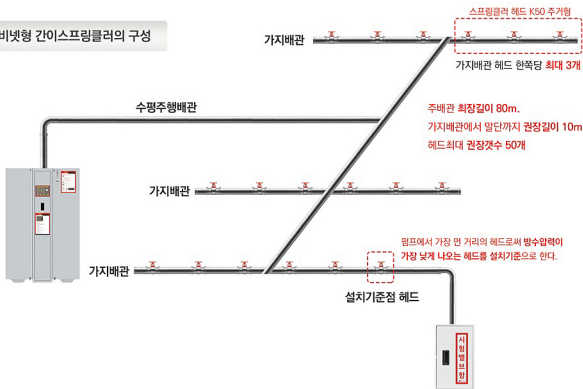 비넷형 간이스프링클러의 구성
스프링클러 헤드 K50 주거형
가지배관
가지배관 헤드 한쪽당 최대 3개
수평주행배관
주배관 최장길이 80m.
가지배관에서 말단까지 권장길이 10m
헤드최대 권장갯수 50개
가지배관
펌프에서 가장 먼 거리의 헤드로써 방수압력이
가장 낮게 나오는 헤드를 설치기준으로 한다.
가지배관
설치기준점 헤드
시험밸브함